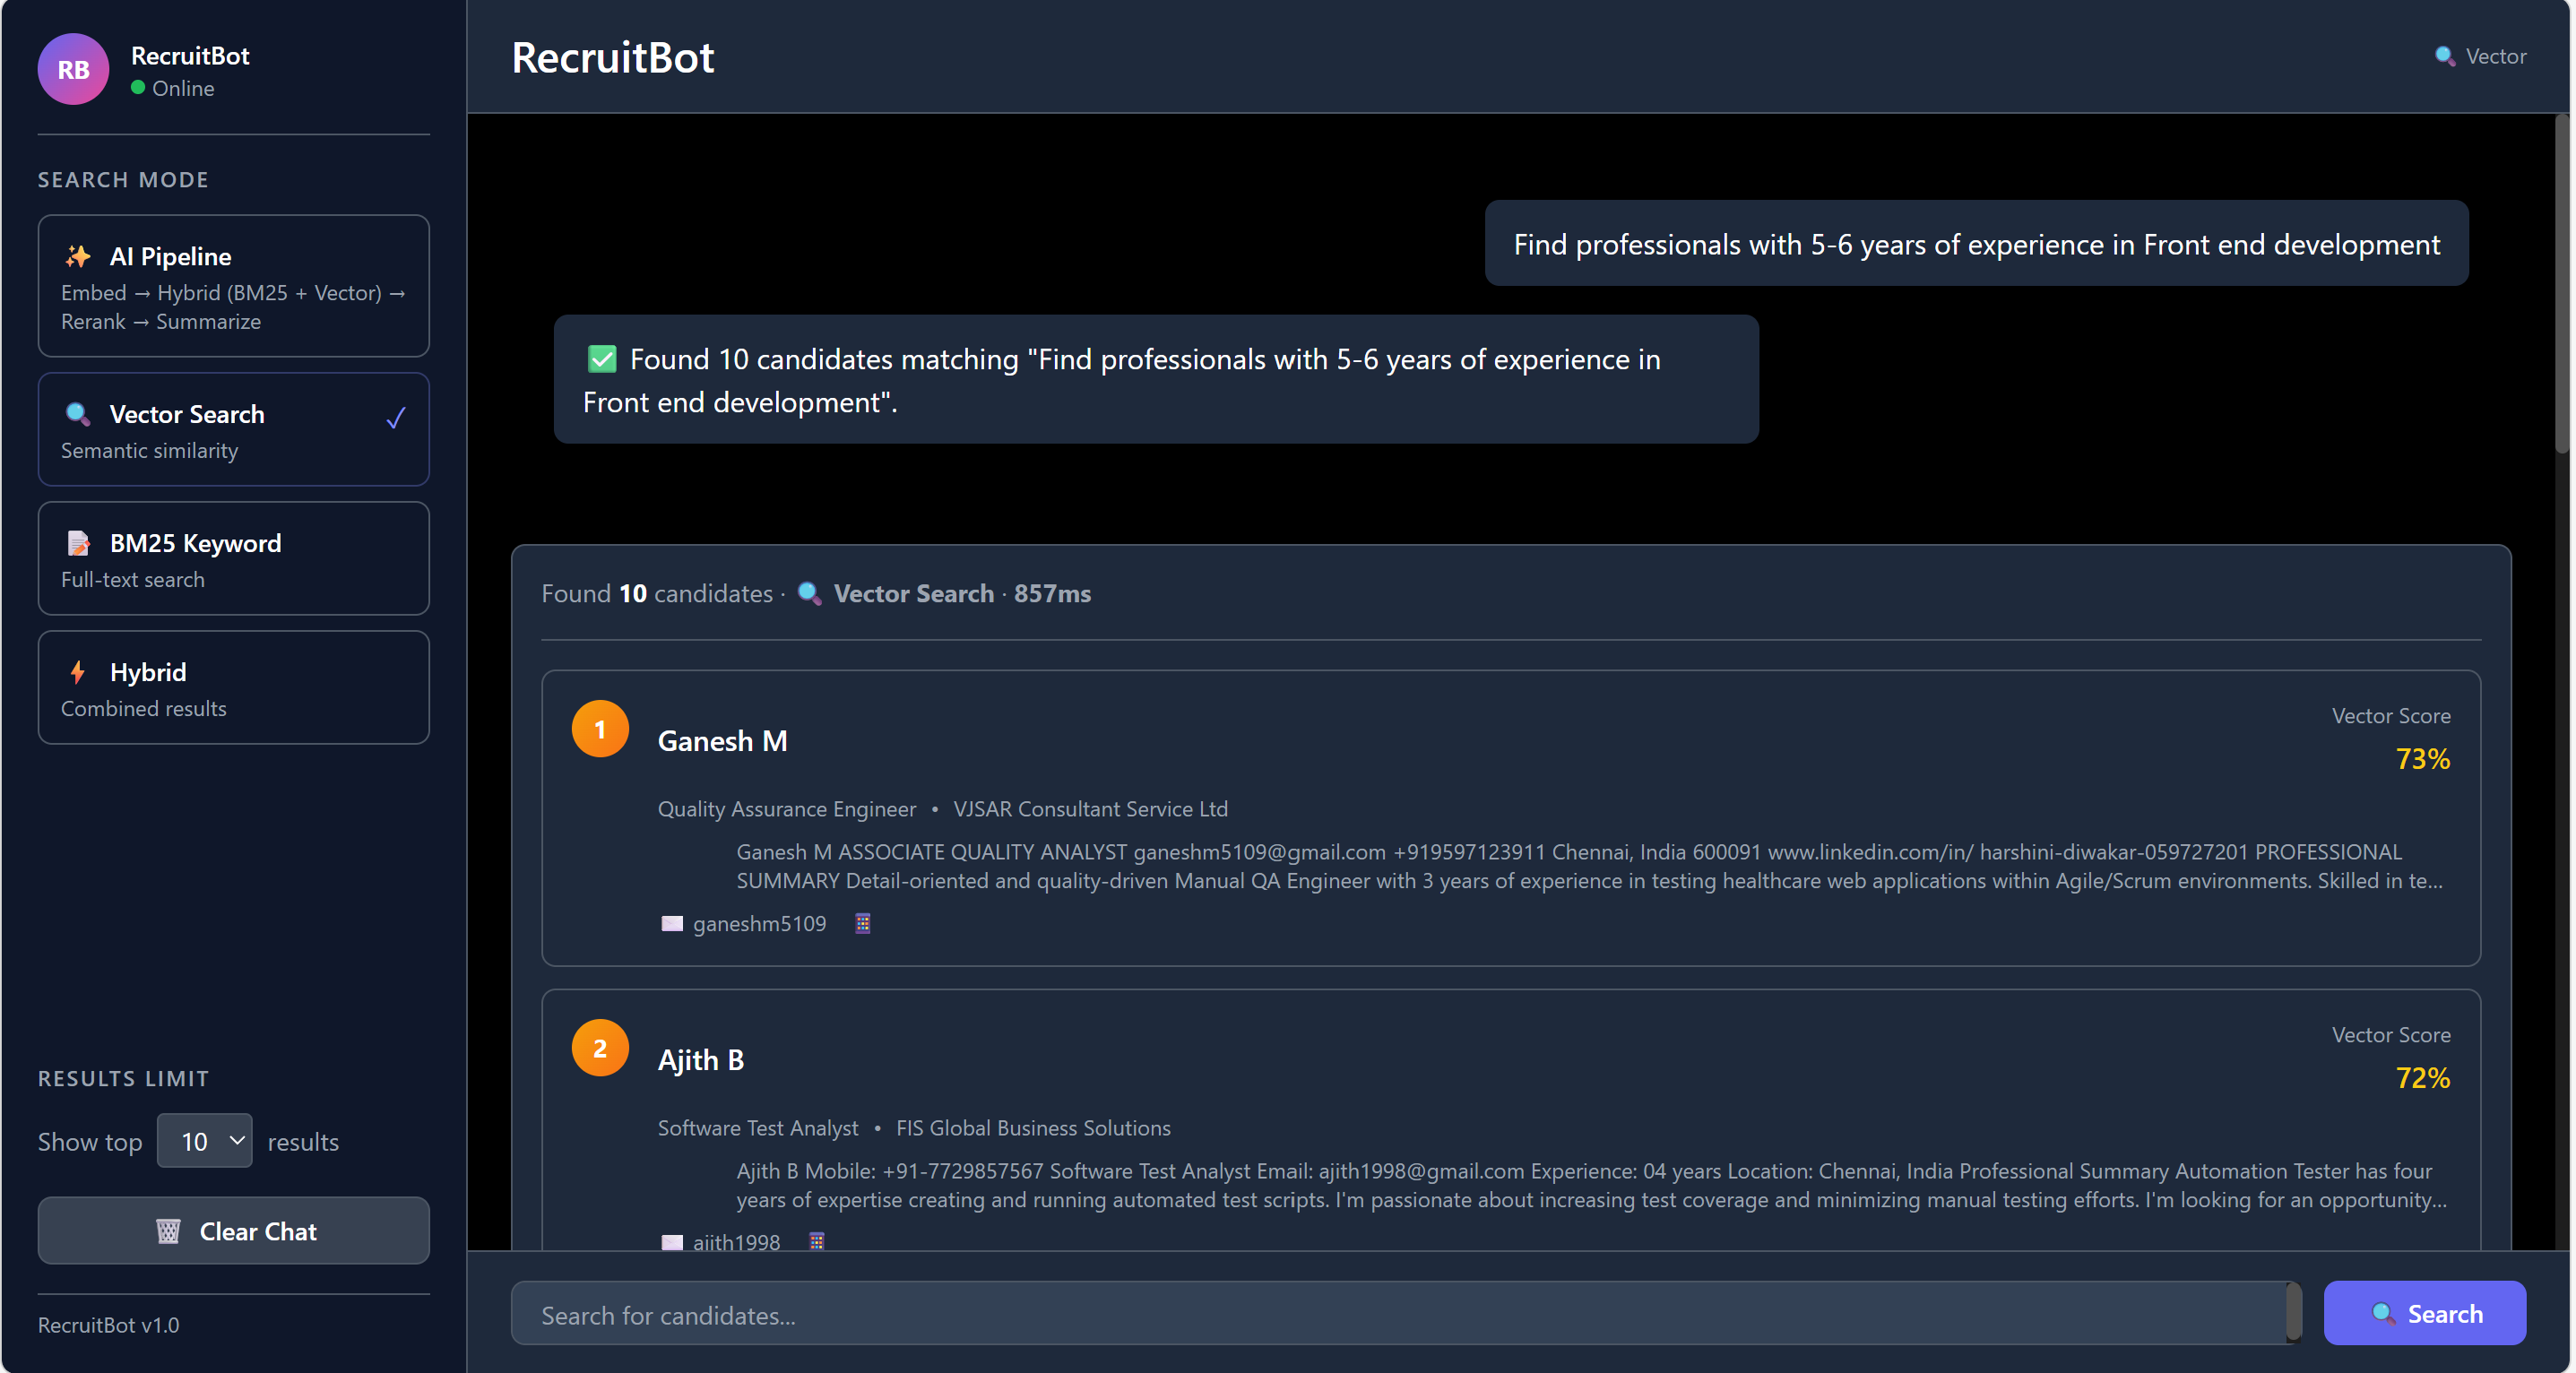 RB
RecruitBot
Online
SEARCH MODE
AI Pipeline
Embed → Hybrid (BM25 + Vector) →
Rerank → Summarize
Vector Search ✓
Semantic similarity
BM25 Keyword
Full-text search
Hybrid
Combined results
RESULTS LIMIT
Show top 10 results
Clear Chat
RecruitBot v1.0
RecruitBot
Vector
Find professionals with 5-6 years of experience in Front end development
Found 10 candidates matching "Find professionals with 5-6 years of experience in
Front end development".
Found 10 candidates · Vector Search · 857ms
1
Ganesh M
Vector Score
73%
Quality Assurance Engineer • VJSAR Consultant Service Ltd
Ganesh M ASSOCIATE QUALITY ANALYST ganeshm5109@gmail.com +919597123911 Chennai, India 600091 www.linkedin.com/in/ harshini-diwakar-059727201 PROFESSIONAL
SUMMARY Detail-oriented and quality-driven Manual QA Engineer with 3 years of experience in testing healthcare web applications within Agile/Scrum environments. Skilled in te...
ganeshm5109
2
Ajith B
Vector Score
72%
Software Test Analyst • FIS Global Business Solutions
Ajith B Mobile: +91-7729857567 Software Test Analyst Email: ajith1998@gmail.com Experience: 04 years Location: Chennai, India Professional Summary Automation Tester has four
years of expertise creating and running automated test scripts. I'm passionate about increasing test coverage and minimizing manual testing efforts. I'm looking for an opportunity...
ajith1998
Search for candidates...
Search